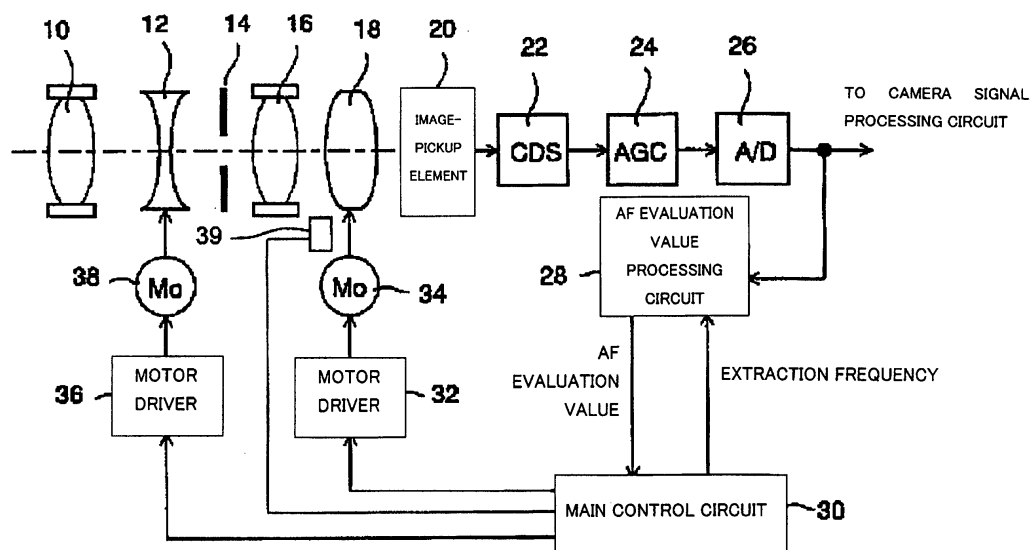 10
12
14
16
18
20
22
24
26
IMAGE-
PICKUP
ELEMENT
CDS
AGC
A/D
TO CAMERA SIGNAL
PROCESSING CIRCUIT
39
38
Mo
Mo
34
28
AF EVALUATION
VALUE
PROCESSING
CIRCUIT
36
MOTOR
DRIVER
MOTOR
DRIVER
32
AF
EVALUATION
VALUE
EXTRACTION FREQUENCY
MAIN CONTROL CIRCUIT
30